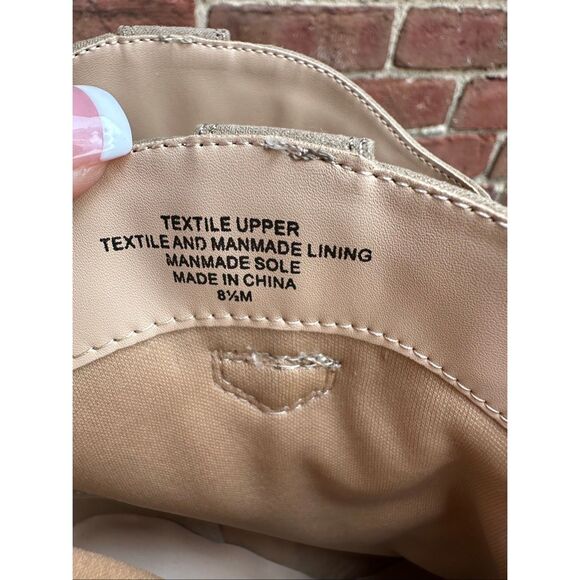 TEXTILE UPPER
TEXTILE AND MANMADE LINING
MANMADE SOLE
MADE IN CHINA
8½M